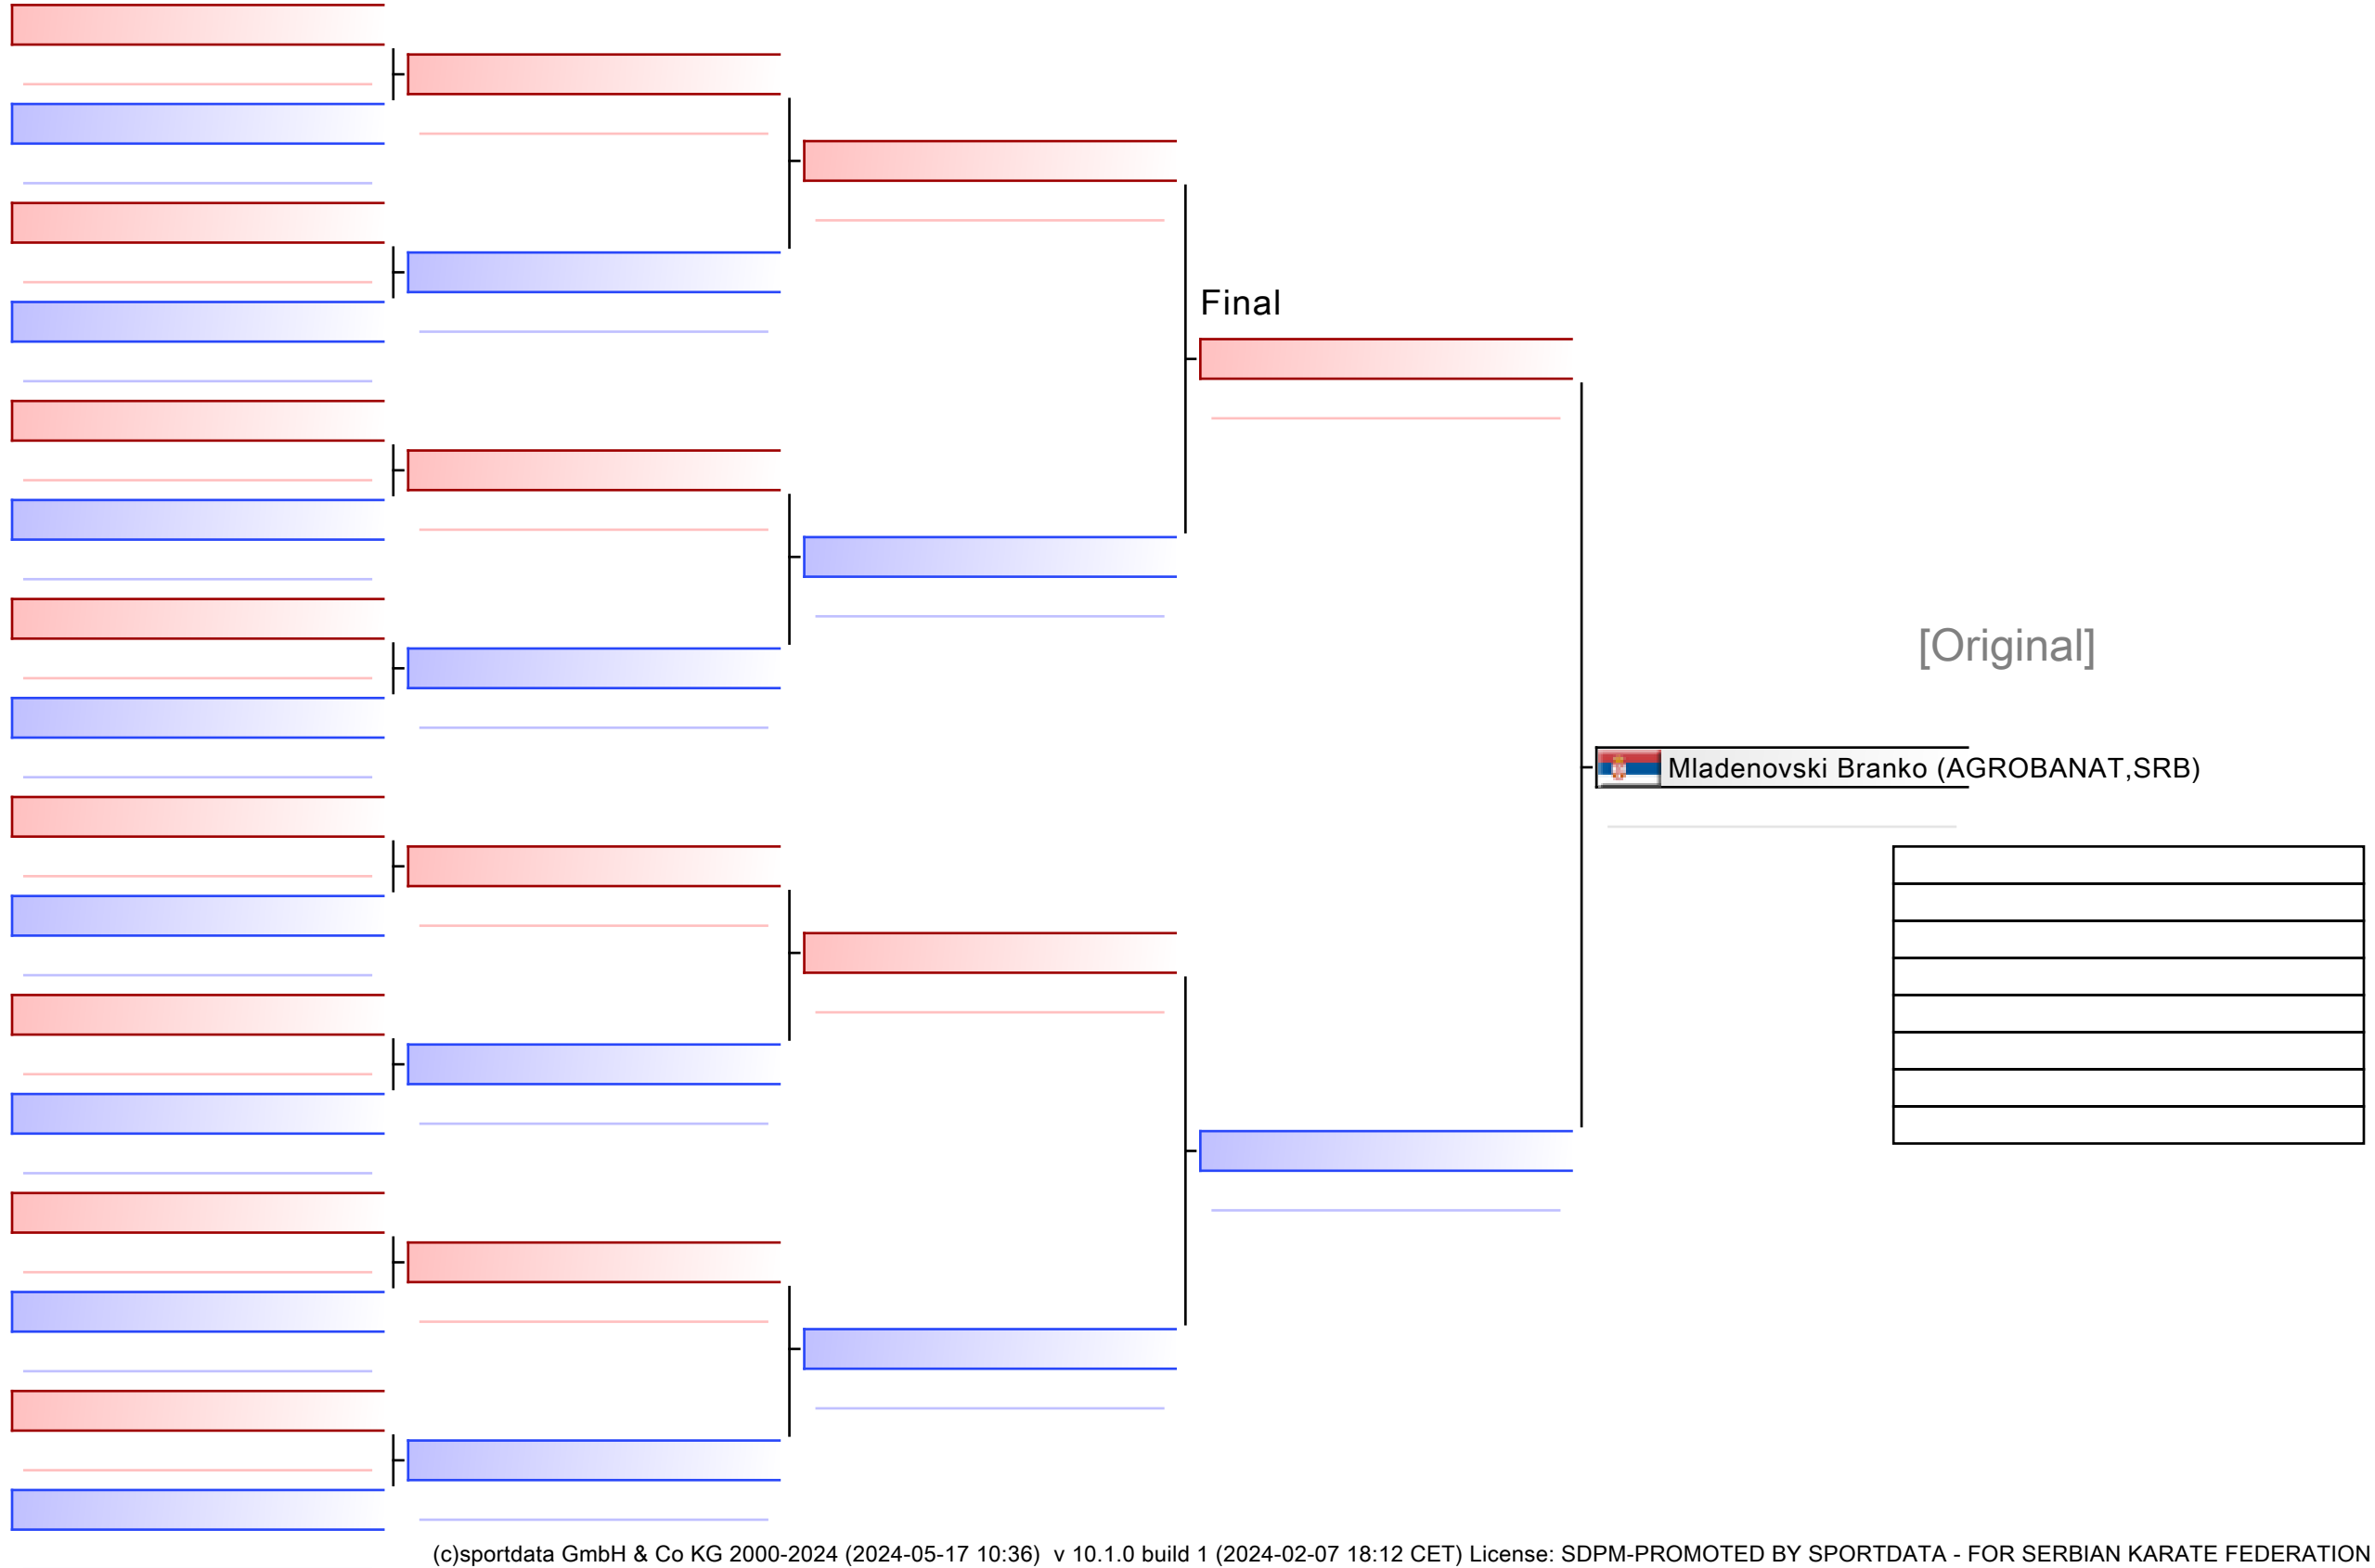 Final
[Original]
Mladenovski Branko (AGROBANAT,SRB)
(c)sportdata GmbH & Co KG 2000-2024 (2024-05-17 10:36)  v 10.1.0 build 1 (2024-02-07 18:12 CET) License: SDPM-PROMOTED BY SPORTDATA - FOR SERBIAN KARATE FEDERATION